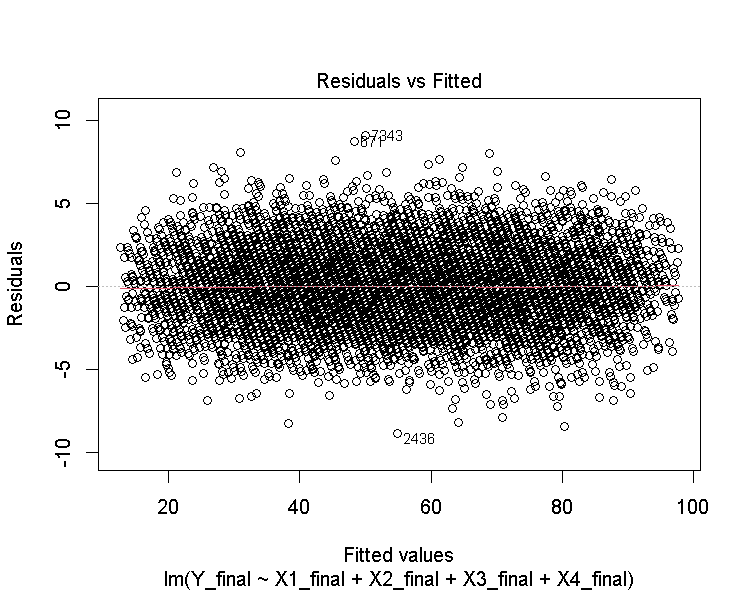 Residuals vs Fitted
10
5
0
-5
-10
Residuals
7343
871
2436
20 40 60 80 100
Fitted values
lm(Y_final ~ X1_final + X2_final + X3_final + X4_final)